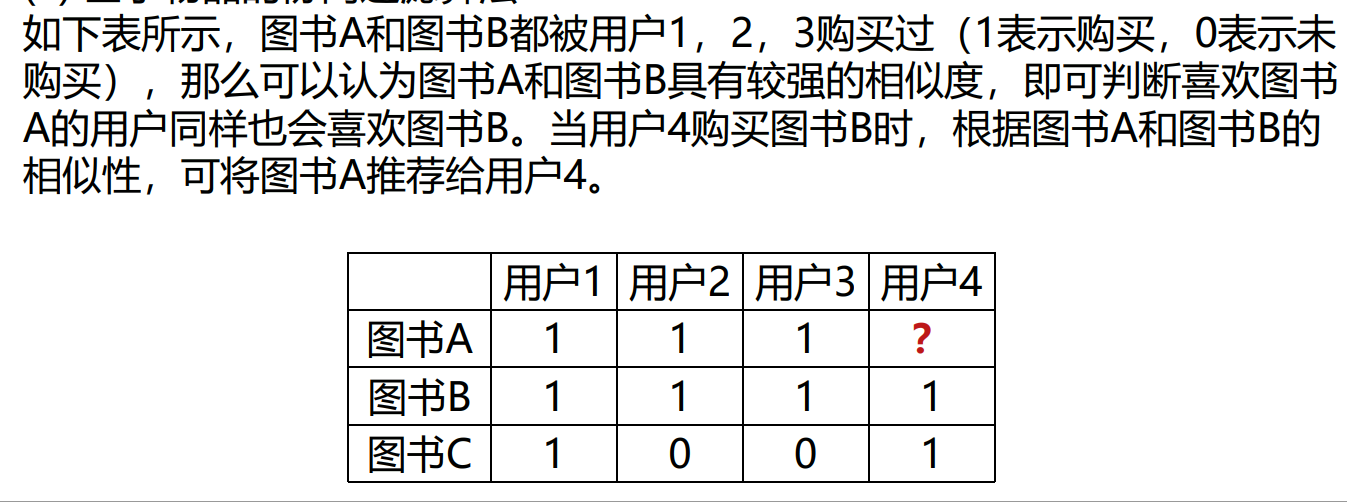 如下表所示，图书A和图书B都被用户1，2，3购买过（1表示购买，0表示未
购买），那么可以认为图书A和图书B具有较强的相似度，即可判断喜欢图书
A的用户同样也会喜欢图书B。当用户4购买图书B时，根据图书A和图书B的
相似性，可将图书A推荐给用户4。
用户1 用户2 用户3 用户4
图书A 1 1 1 ?
图书B 1 1 1 1
图书C 1 0 0 1